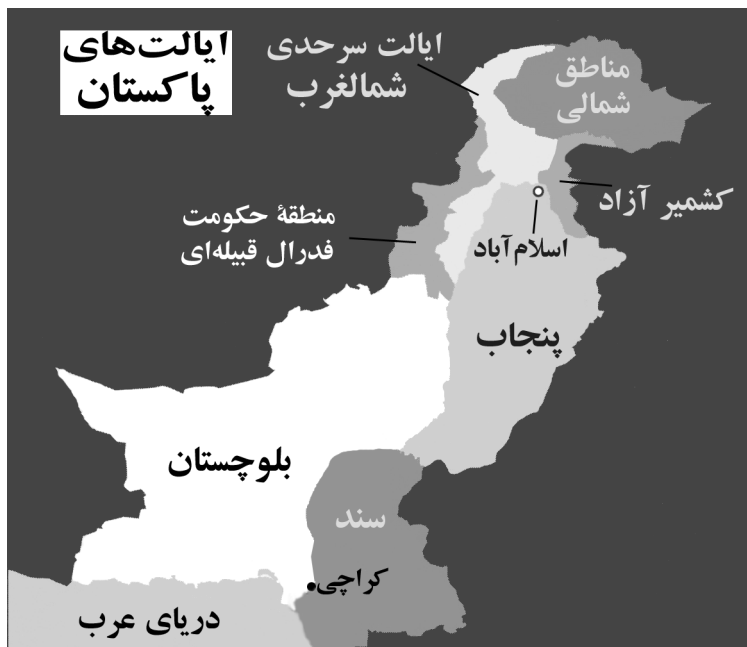 ایالت‌های
پاکستان
ایالت سرحدی
شمالغرب
مناطق
شمالی
کشمیر آزاد
منطقهٔ حکومت
فدرال قبیله‌ای
اسلام‌آباد
پنجاب
بلوچستان
سند
کراچی
دریای عرب